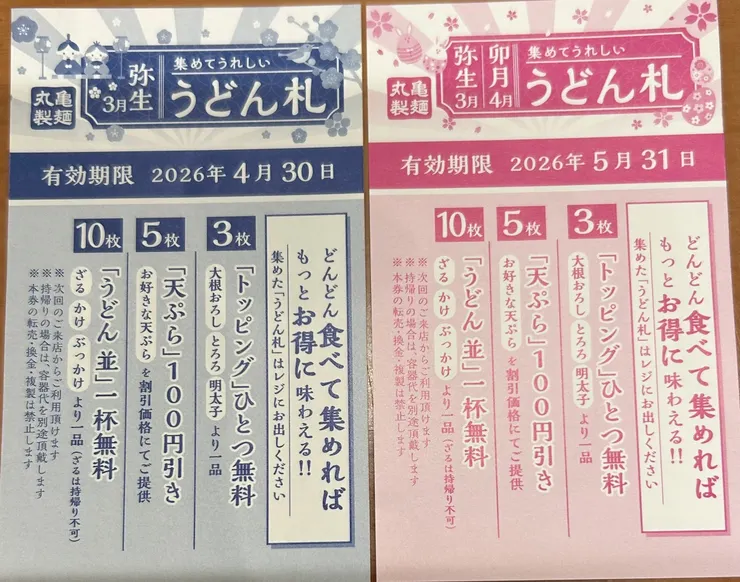 丸亀
製麺
弥生
3月
集めてうれしい
うどん札
有効期限 2026年4月30日
どんどん食べて集めれば
もっとお得に味わえる!!
集めた「うどん札」はレジにお出しください
3枚
「トッピング」ひとつ無料
大根おろし とろろ 明太子 より一品
5枚
「天ぷら」100円引き
お好きな天ぷら を割引価格にてご提供
10枚
「うどん 並」一杯無料
ざる かけ ぶっかけ より一品(ざるは持帰り不可)
※次回のご来店からご利用頂けます
※持帰りの場合は、容器代を別途頂戴します
※本券の転売・換金・複製は禁止します
丸亀
製麺
弥生
3月
卯月
4月
集めてうれしい
うどん札
有効期限 2026年5月31日
どんどん食べて集めれば
もっとお得に味わえる!!
集めた「うどん札」はレジにお出しください
3枚
「トッピング」ひとつ無料
大根おろし とろろ 明太子 より一品
5枚
「天ぷら」100円引き
お好きな天ぷら を割引価格にてご提供
10枚
「うどん 並」一杯無料
ざる かけ ぶっかけ より一品(ざるは持帰り不可)
※次回のご来店からご利用頂けます
※持帰りの場合は、容器代を別途頂戴します
※本券の転売・換金・複製は禁止します